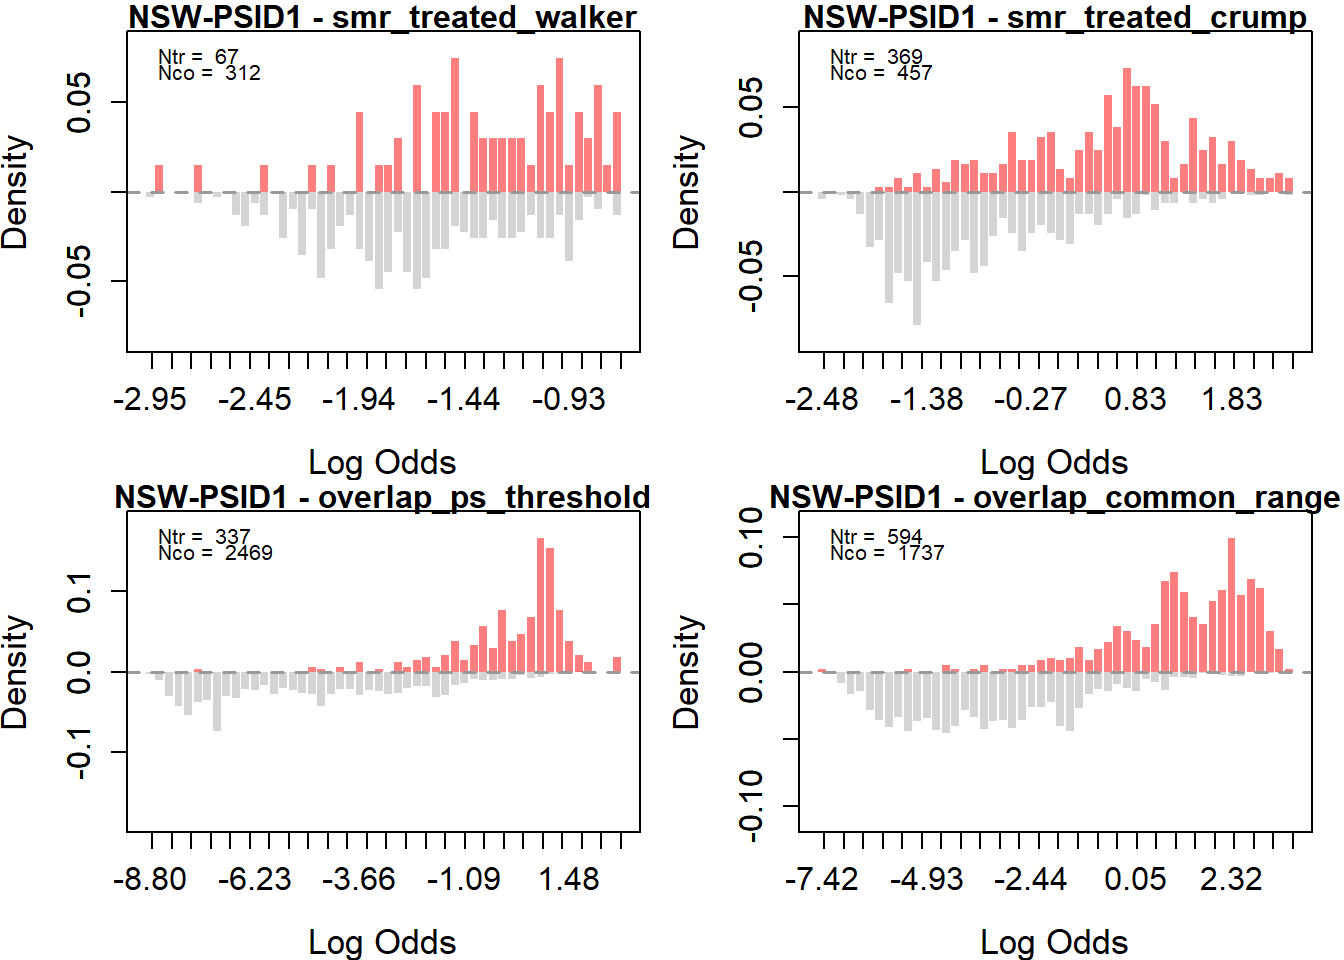 NSW-PSID1 - smr_treated_walker
Ntr = 67
Nco = 312
0.05
-0.05
Density
-2.95 -2.45 -1.94 -1.44 -0.93
Log Odds
NSW-PSID1 - smr_treated_crump
Ntr = 369
Nco = 457
0.05
-0.05
Density
-2.48 -1.38 -0.27 0.83 1.83
Log Odds
NSW-PSID1 - overlap_ps_threshold
Ntr = 337
Nco = 2469
0.1
0.0
-0.1
Density
-8.80 -6.23 -3.66 -1.09 1.48
Log Odds
NSW-PSID1 - overlap_common_range
Ntr = 594
Nco = 1737
0.10
0.00
-0.10
Density
-7.42 -4.93 -2.44 0.05 2.32
Log Odds